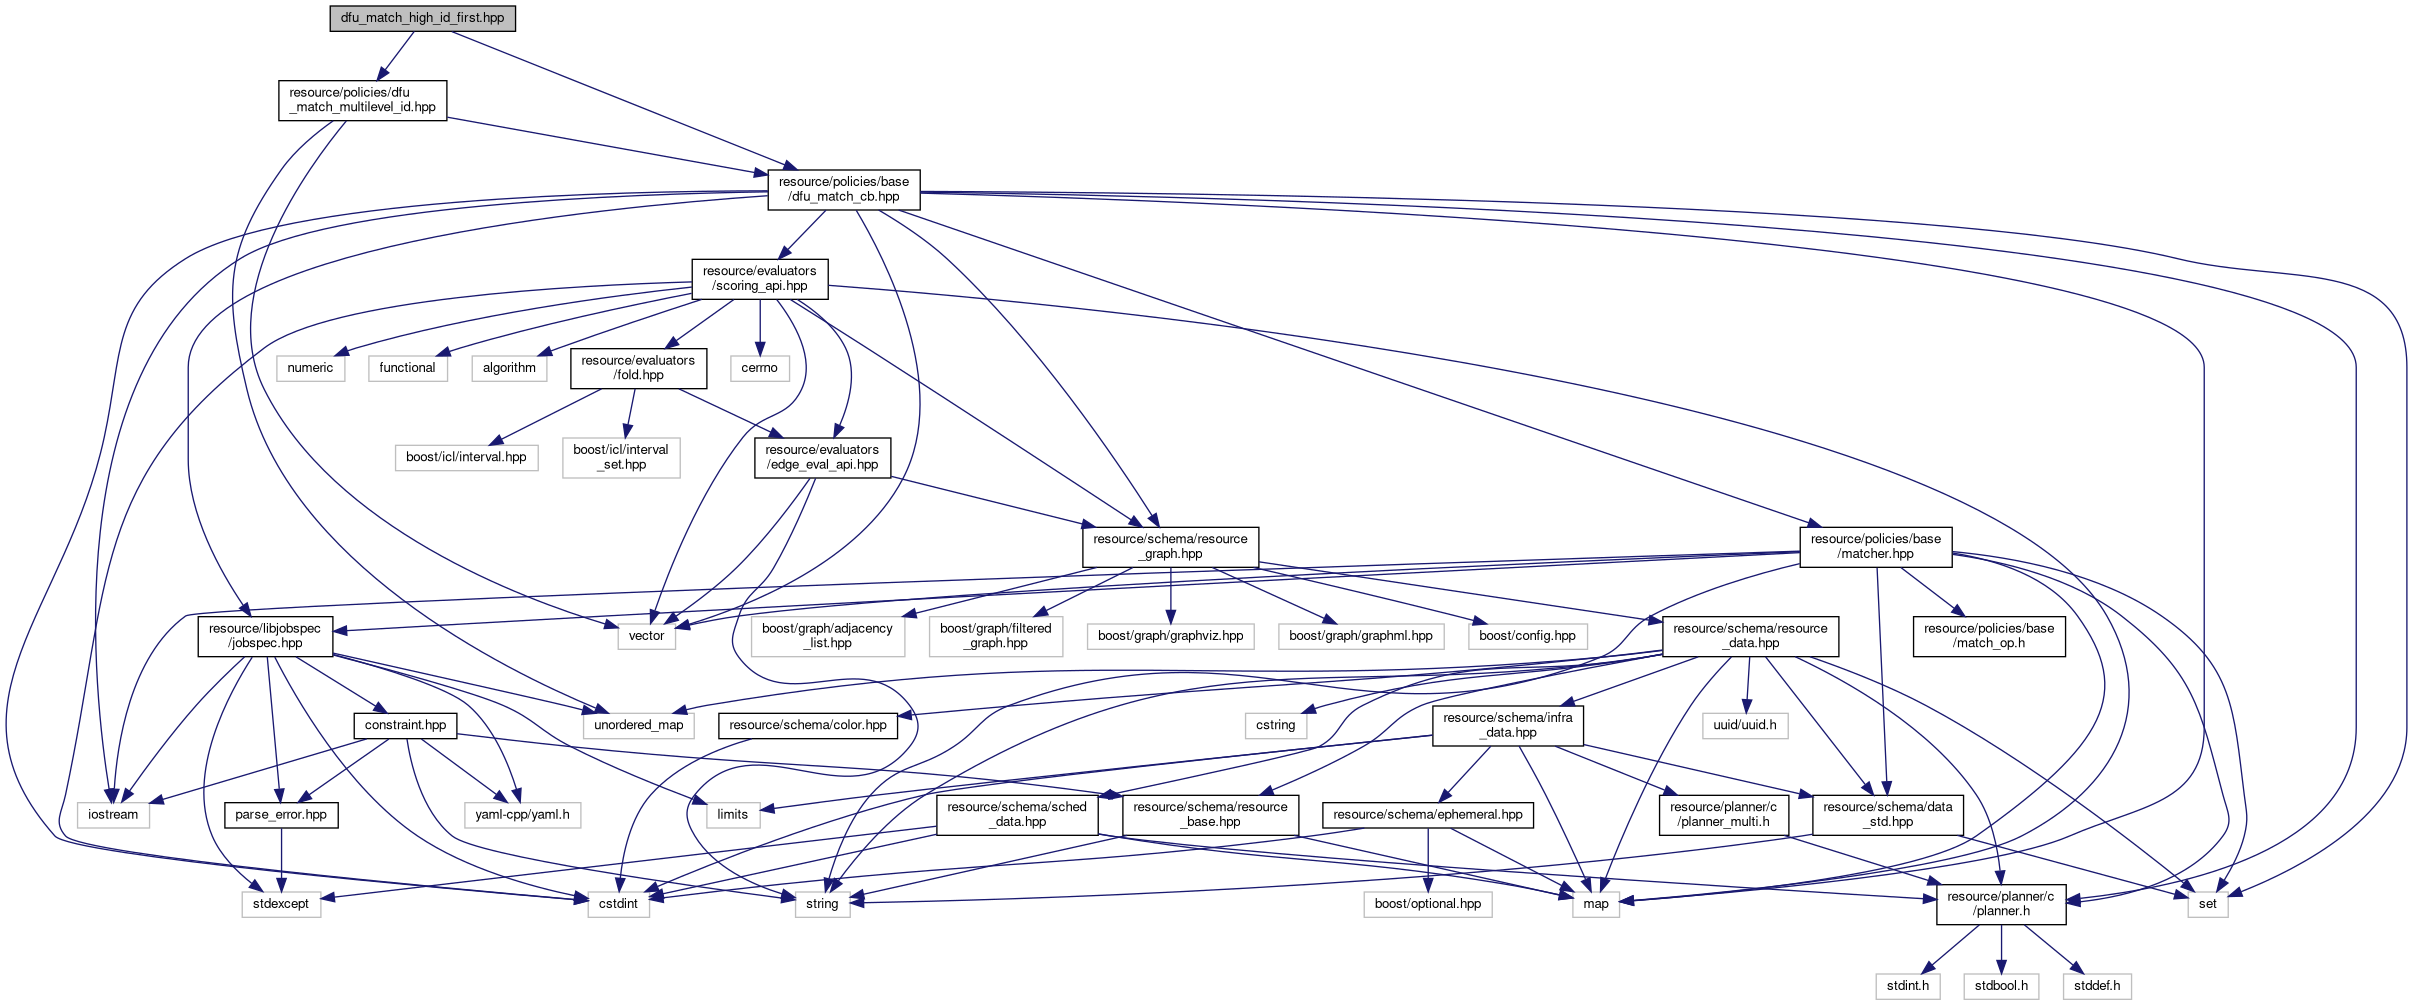 dfu_match_high_id_first.hpp
resource/policies/dfu
_match_multilevel_id.hpp
resource/policies/base
/dfu_match_cb.hpp
resource/evaluators
/scoring_api.hpp
numeric
functional
algorithm
resource/evaluators
/fold.hpp
cerrno
boost/icl/interval.hpp
boost/icl/interval
_set.hpp
resource/evaluators
/edge_eval_api.hpp
resource/schema/resource
_graph.hpp
resource/policies/base
/matcher.hpp
resource/libjobspec
/jobspec.hpp
vector
boost/graph/adjacency
_list.hpp
boost/graph/filtered
_graph.hpp
boost/graph/graphviz.hpp
boost/graph/graphml.hpp
boost/config.hpp
resource/schema/resource
_data.hpp
resource/policies/base
/match_op.h
constraint.hpp
unordered_map
resource/schema/color.hpp
cstring
resource/schema/infra
_data.hpp
uuid/uuid.h
iostream
parse_error.hpp
yaml-cpp/yaml.h
limits
resource/schema/sched
_data.hpp
resource/schema/resource
_base.hpp
resource/schema/ephemeral.hpp
resource/planner/c
/planner_multi.h
resource/schema/data
_std.hpp
stdexcept
cstdint
string
boost/optional.hpp
map
resource/planner/c
/planner.h
set
stdint.h
stdbool.h
stddef.h